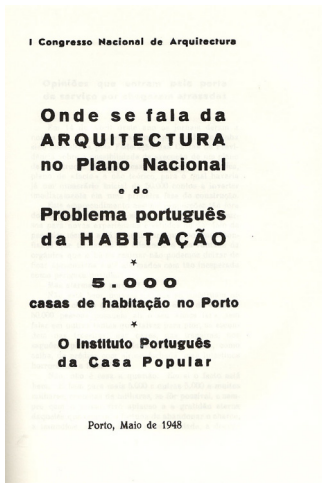 I Congresso Nacional de Arquitectura
Onde se fala da
ARQUITECTURA
no Plano Nacional
e do
Problema português
da HABITAÇÃO
*
5.000
casas de habitação no Porto
*
O Instituto Português
da Casa Popular
Porto, Maio de 1948